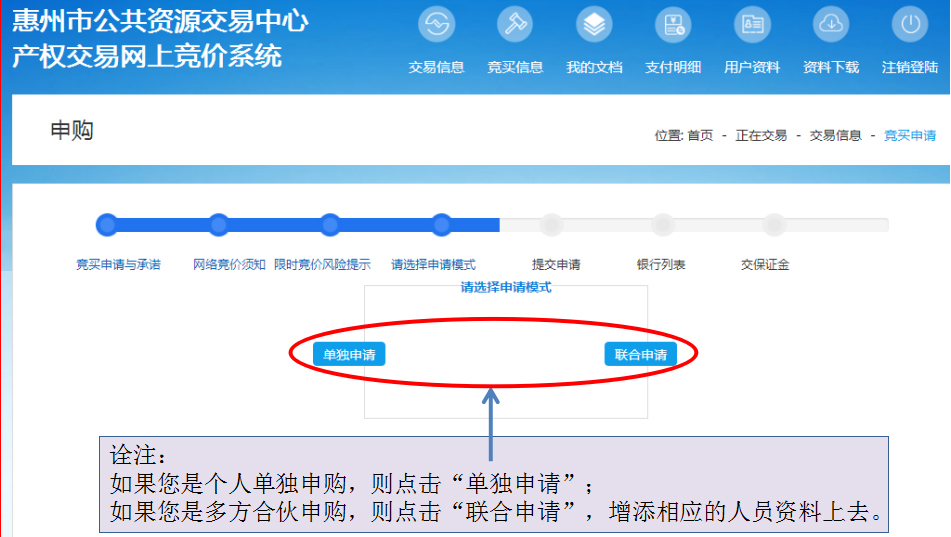 惠州市公共资源交易中心
产权交易网上竞价系统
交易信息 竞买信息 我的文档 支付明细 用户资料 资料下载 注销登陆
申购
位置: 首页 - 正在交易 - 交易信息 - 竞买申请
竞买申请与承诺 网络竞价须知 限时竞价风险提示 请选择申请模式 提交申请 银行列表 交保证金
请选择申请模式
单独申请 联合申请
诠注：
如果您是个人单独申购，则点击“单独申请”；
如果您是多方合伙申购，则点击“联合申请”，增添相应的人员资料上去。